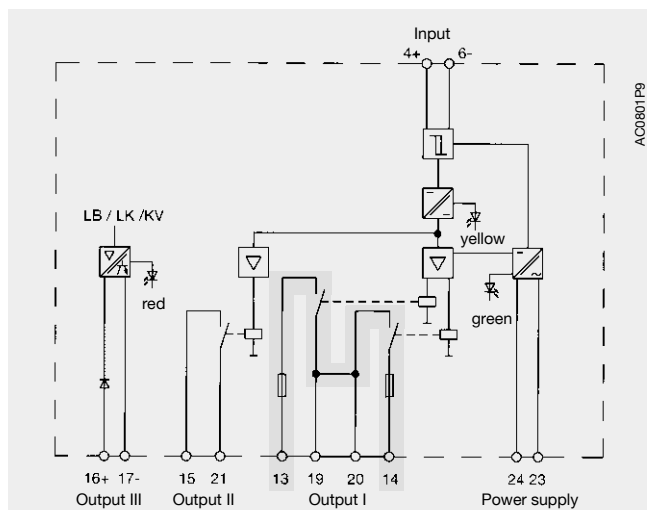 Input
4+ 6-
AC0801P9
LB / LK /KV
yellow
red
green
16+ 17- 15 21 13 19 20 14 24 23
Output III Output II Output I Power supply